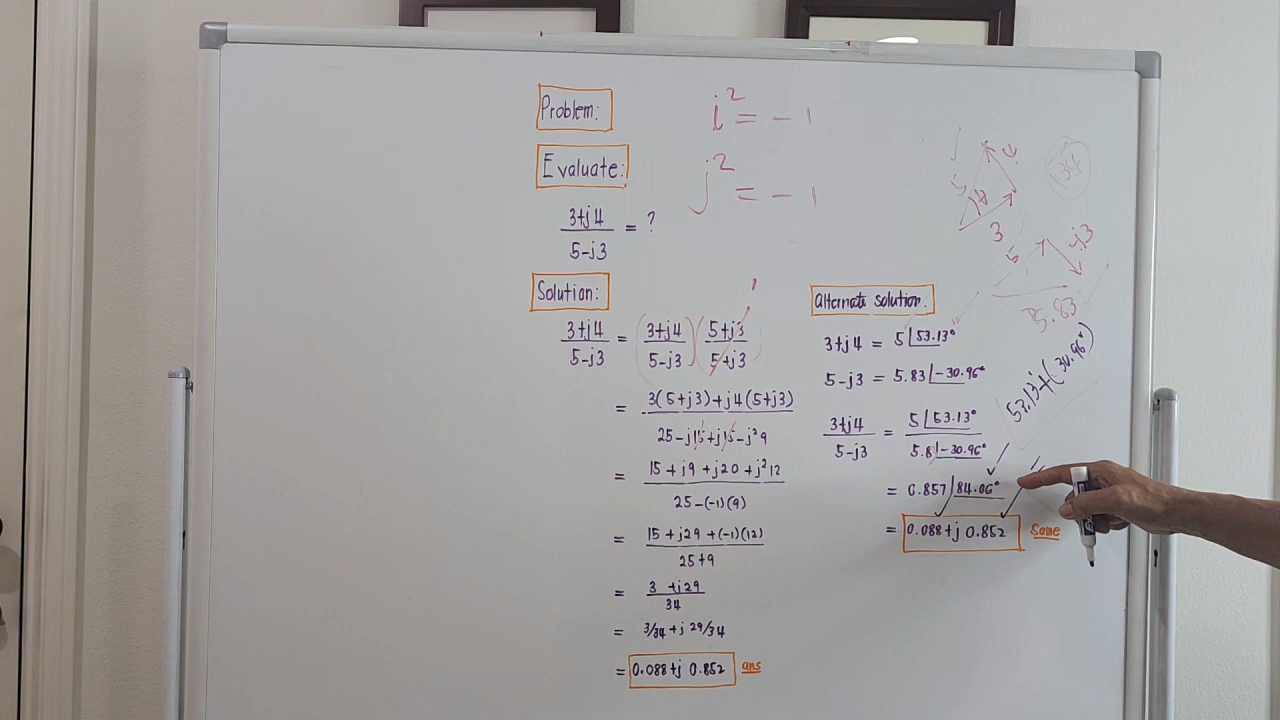 Problem:
i² = -1
Evaluate:
j² = -1
3+j4
5-j3
= ?
Solution:
3+j4 / 5-j3 = (3+j4 / 5-j3)(5+j3 / 5+j3)
= 3(5+j3)+j4(5+j3)
25-j15+j15-j²9
= 15+j9+j20+j²12
25-(-1)(9)
= 15+j29+(-1)(12)
25+9
= 3 +j29
34
= 3/34 + j 29/34
= 0.088+j 0.852 ans
Alternate solution:
3+j4 = 5∠53.13°
5-j3 = 5.83∠-30.96°
3+j4 / 5-j3 = 5∠53.13°
5.8∠-30.96°
= 0.857∠84.06°
= 0.088+j 0.852 Same
5
3
5
-j3
5.83
53.13+(30.96°)